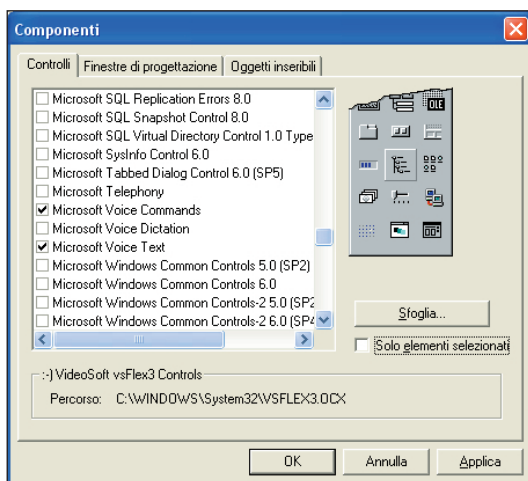 Componenti
Controlli Finestre di progettazione Oggetti inseribili
Microsoft SQL Replication Errors 8.0
Microsoft SQL Snapshot Control 8.0
Microsoft SQL Virtual Directory Control 1.0 Type
Microsoft SysInfo Control 6.0
Microsoft Tabbed Dialog Control 6.0 (SP5)
Microsoft Telephony
Microsoft Voice Commands
Microsoft Voice Dictation
Microsoft Voice Text
Microsoft Windows Common Controls 5.0 (SP2)
Microsoft Windows Common Controls 6.0
Microsoft Windows Common Controls-2 5.0 (SP2
Microsoft Windows Common Controls-2 6.0 (SP4
OLE
Sfoglia...
Solo elementi selezionati
:-) VideoSoft vsFlex3 Controls
Percorso: C:\WINDOWS\System32\VSFLEX3.OCX
OK Annulla Applica